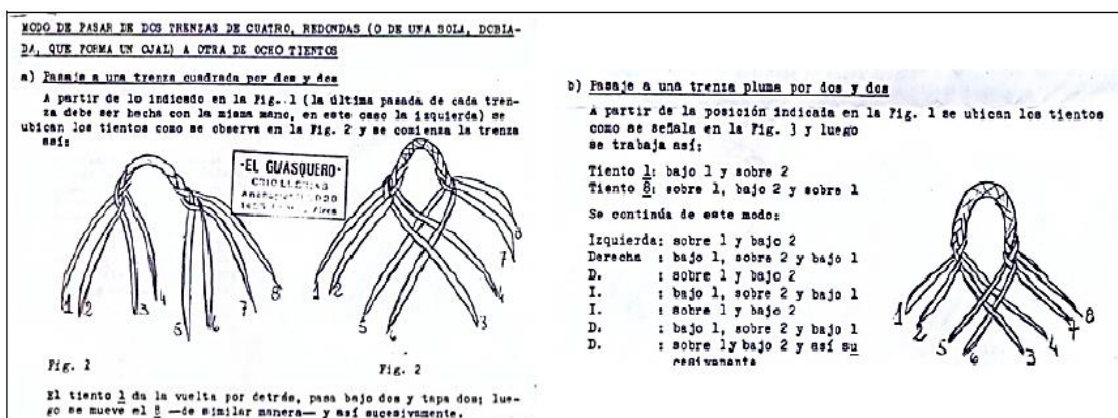 MODO DE PASAR DE DOS TRENZAS DE CUATRO, REDONDAS (O DE UNA SOLA, DOBLA-
DA, QUE FORMA UN OJAL) A OTRA DE OCHO TIENTOS
a) Pasaje a una trenza cuadrada por dos y dos
A partir de lo indicado en la Fig. 1 (la última pasada de cada tren-
za debe ser hecha con la misma mano, en este caso la izquierda) se
ubican los tientos como se observa en la Fig. 2 y se comienza la trenza
así:
-EL GUASQUERO-
CRIOLLERIAS
1 2 3 4 5 6 7 8
Fig. 1
1 2 5 6 3 4 7 8
Fig. 2
El tiento 1 da la vuelta por detrás, pasa bajo dos y tapa dos; lue-
go se mueve el 8 —de similar manera— y así sucesivamente.
b) Pasaje a una trenza pluma por dos y dos
A partir de la posición indicada en la Fig. 1 se ubican los tientos
como se señala en la Fig. 3 y luego
se trabaja así:
Tiento 1: bajo 1 y sobre 2
Tiento 8: sobre 1, bajo 2 y sobre 1
Se continúa de este modo:
Izquierda: sobre 1 y bajo 2
Derecha : bajo 1, sobre 2 y bajo 1
D. : sobre 1 y bajo 2
I. : bajo 1, sobre 2 y bajo 1
I. : sobre 1 y bajo 2
D. : bajo 1, sobre 2 y bajo 1
D. : sobre 1y bajo 2 y así su
cesivamente
1 2 5 6 3 4 7 8